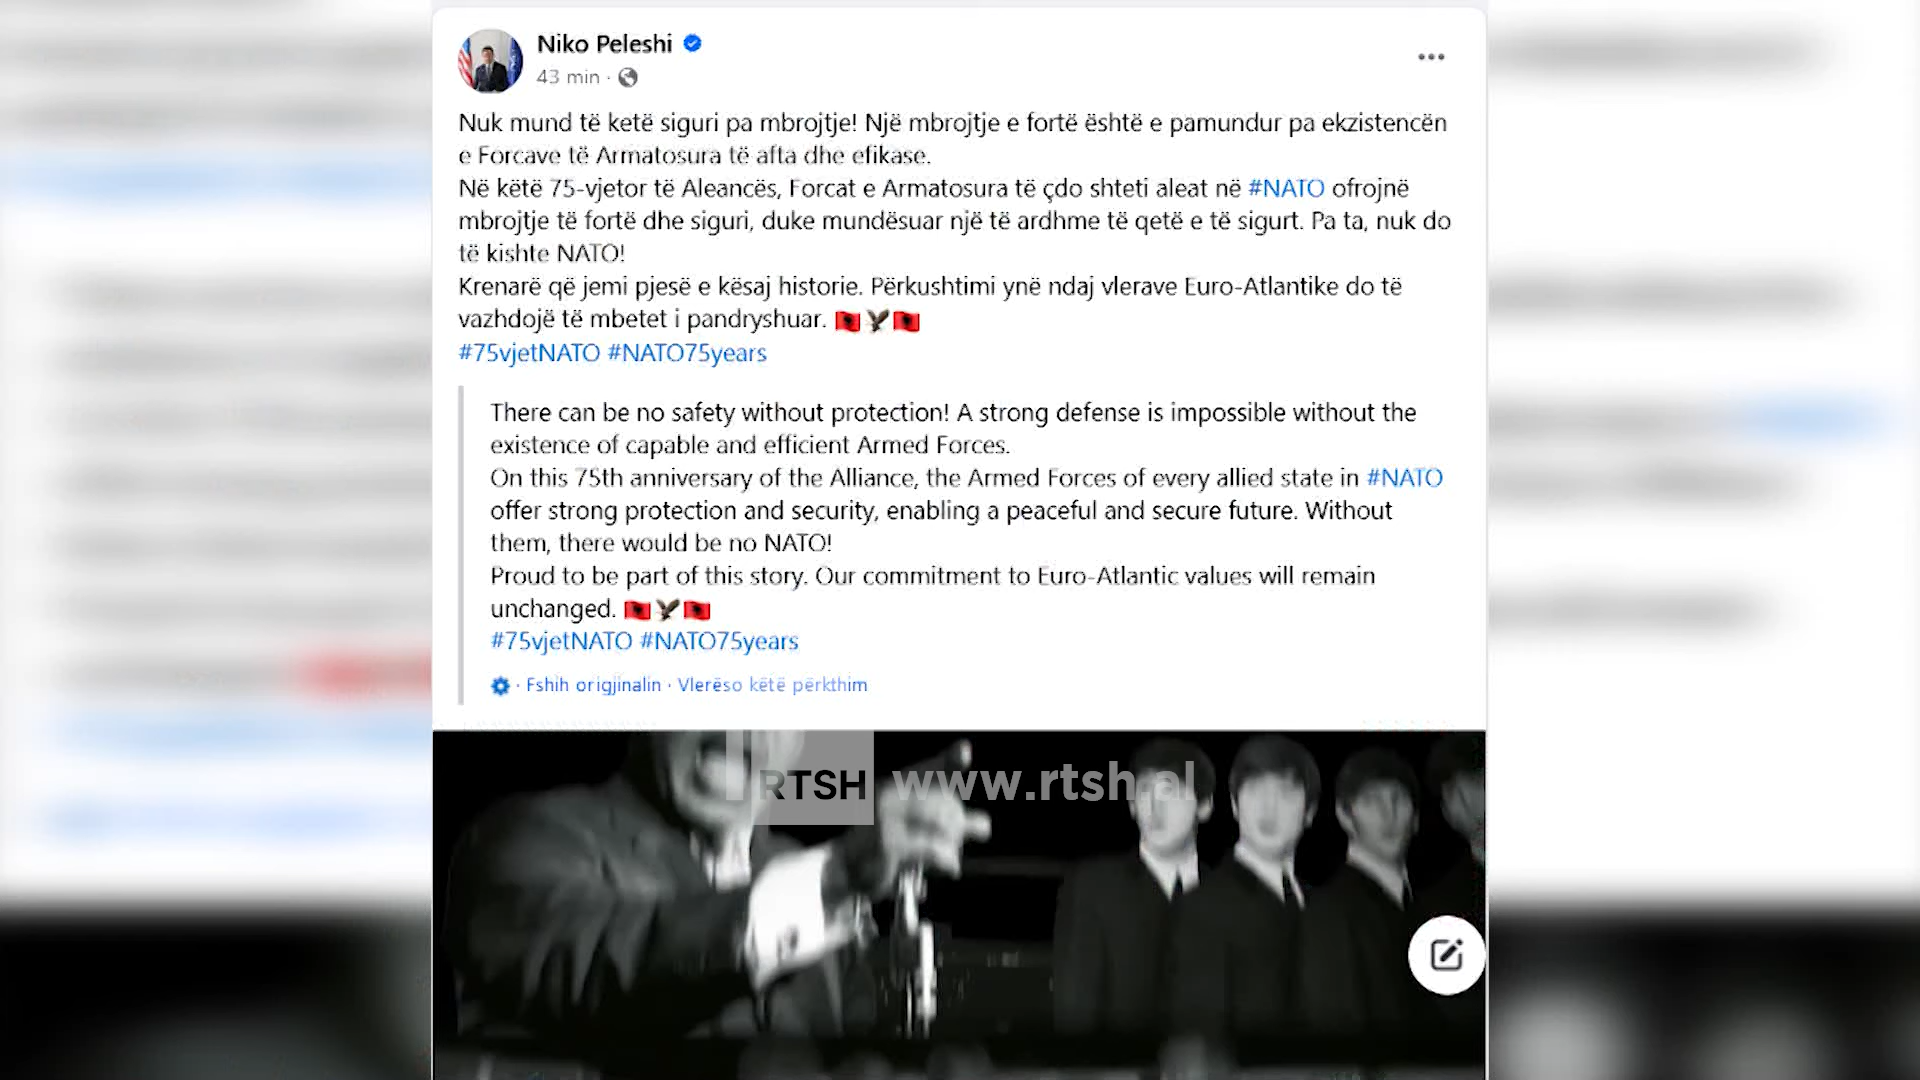 Niko Peleshi
43 min ·
Nuk mund të ketë siguri pa mbrojtje! Një mbrojtje e fortë është e pamundur pa ekzistencën
e Forcave të Armatosura të afta dhe efikase.
Në këtë 75-vjetor të Aleancës, Forcat e Armatosura të çdo shteti aleat në #NATO ofrojnë
mbrojtje të fortë dhe siguri, duke mundësuar një të ardhme të qetë e të sigurt. Pa ta, nuk do
të kishte NATO!
Krenarë që jemi pjesë e kësaj historie. Përkushtimi ynë ndaj vlerave Euro-Atlantike do të
vazhdojë të mbetet i pandryshuar. 🇦🇱🦅🇦🇱
#75vjetNATO #NATO75years
There can be no safety without protection! A strong defense is impossible without the
existence of capable and efficient Armed Forces.
On this 75th anniversary of the Alliance, the Armed Forces of every allied state in #NATO
offer strong protection and security, enabling a peaceful and secure future. Without
them, there would be no NATO!
Proud to be part of this story. Our commitment to Euro-Atlantic values will remain
unchanged. 🇦🇱🦅🇦🇱
#75vjetNATO #NATO75years
· Fshih origjinalin · Vlerëso këtë përkthim
RTSH www.rtsh.al